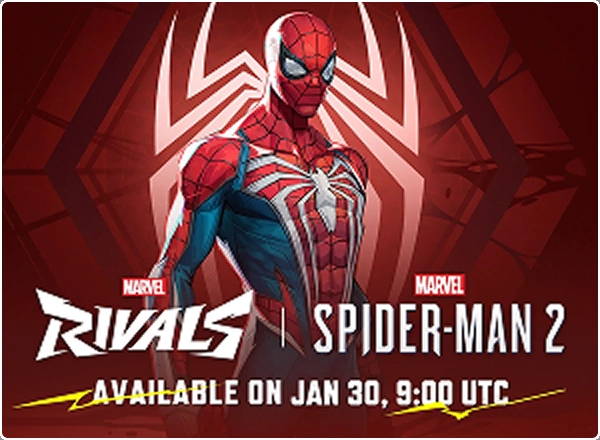 MARVEL
RIVALS
MARVEL
SPIDER-MAN 2
AVAILABLE ON JAN 30, 9:00 UTC